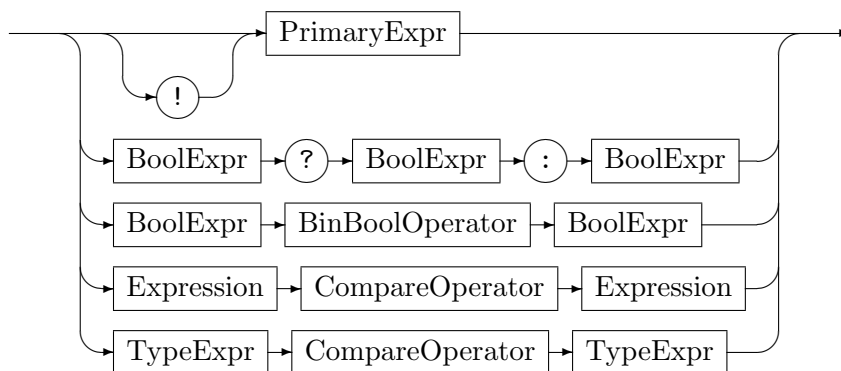 PrimaryExpr
!
BoolExpr ? BoolExpr : BoolExpr
BoolExpr BinBoolOperator BoolExpr
Expression CompareOperator Expression
TypeExpr CompareOperator TypeExpr